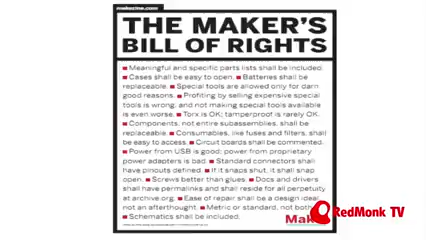 makezine.com
THE MAKER'S
BILL OF RIGHTS
■ Meaningful and specific parts lists shall be included.
■ Cases shall be easy to open. ■ Batteries shall be
replaceable. ■ Special tools are allowed only for darn
good reasons. ■ Profiting by selling expensive special
tools is wrong, and not making special tools available
is even worse. ■ Torx is OK; tamperproof is rarely OK.
■ Components, not entire subassemblies, shall be
replaceable. ■ Consumables, like fuses and filters, shall
be easy to access. ■ Circuit boards shall be commented.
■ Power from USB is good; power from proprietary
power adapters is bad. ■ Standard connectors shall
have pinouts defined. ■ If it snaps shut, it shall snap
open. ■ Screws better than glues. ■ Docs and drivers
shall have permalinks and shall reside for all perpetuity
at archive.org. ■ Ease of repair shall be a design ideal,
not an afterthought. ■ Metric or standard, not both.
■ Schematics shall be included.
Make
RedMonk TV